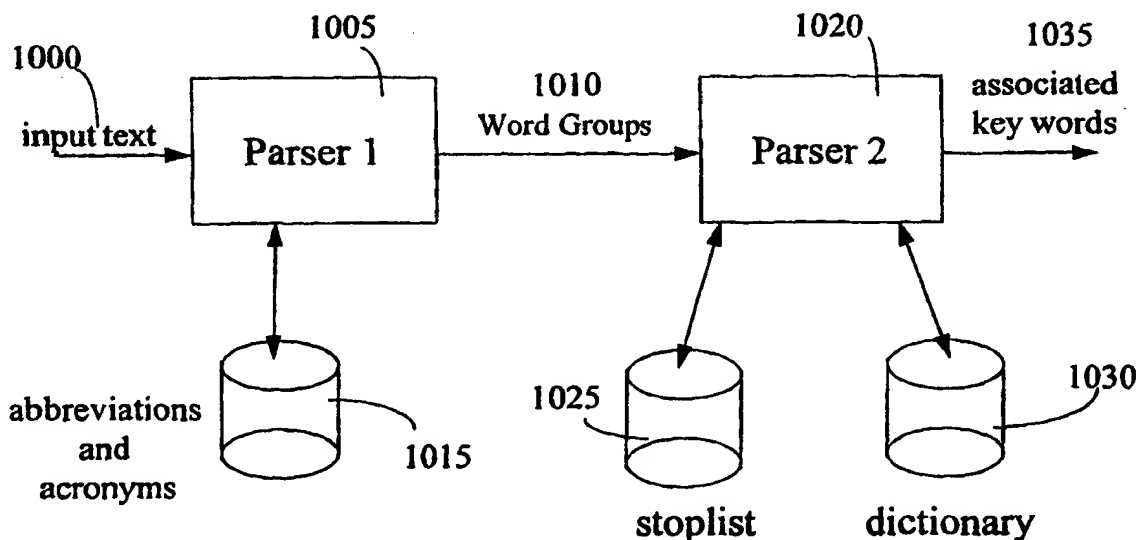 1000
input text
1005
Parser 1
1010
Word Groups
1020
Parser 2
1035
associated
key words
abbreviations
and
acronyms
1015
1025
stoplist
1030
dictionary